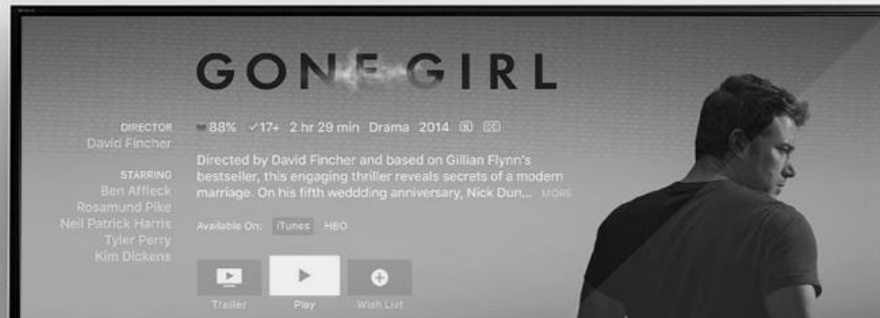 GONE GIRL
DIRECTOR
David Fincher
STARRING
Ben Affleck
Rosamund Pike
Neil Patrick Harris
Tyler Perry
Kim Dickens
88% 17+ 2 hr 29 min Drama 2014 CC
Directed by David Fincher and based on Gillian Flynn's
bestseller, this engaging thriller reveals secrets of a modern
marriage. On his fifth weddding anniversary, Nick Dun... MORE
Available On: iTunes HBO
Trailer Play Wish List